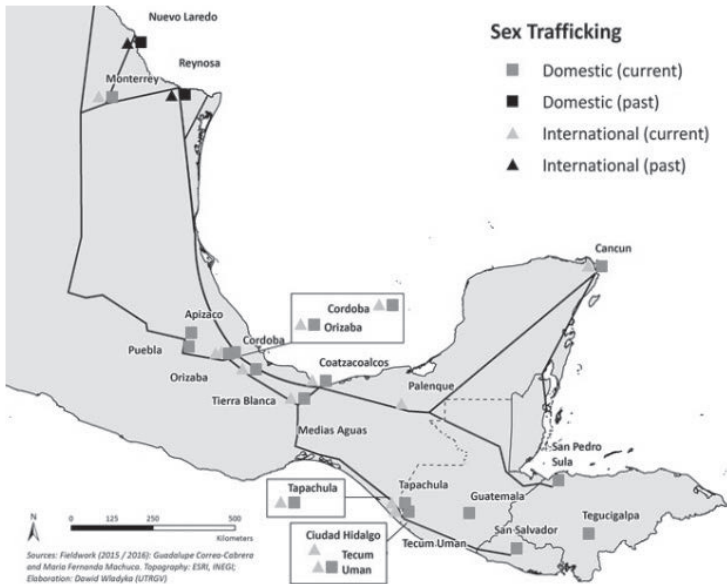 Nuevo Laredo
Sex Trafficking
Reynosa
Domestic (current)
Monterrey
Domestic (past)
International (current)
International (past)
Cancun
Cordoba
Orizaba
Apizaco
Cordoba
Puebla
Coatzacoalcos
Orizaba
Palenque
Tierra Blanca
Medias Aguas
San Pedro
Sula
Tapachula
Tapachula
Guatemala
Tegucigalpa
San Salvador
Ciudad Hidalgo
Tecum Uman
Tecum
Uman
N
0 125 250 500
Kilometers
Sources: Fieldwork (2015 / 2016): Guadalupe Correa-Cabrera
and Maria Fernanda Machuca. Topography: ESRI, INEGI;
Elaboration: Dawid Wladyka (UTRGV)